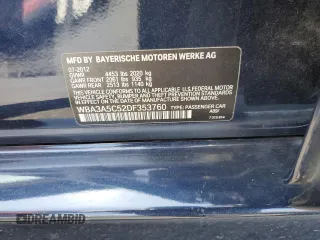 MFD BY BAYERISCHE MOTOREN WERKE AG
07-2012
GVWR 4453 lbs 2020 kg
GAWR FRONT 2061 lbs 935 kg
GAWR REAR 2513 lbs 1140 kg
THIS VEHICLE CONFORMS TO ALL APPLICABLE U.S. FEDERAL
SAFETY, BUMPER AND THEFT PREVENTION STANDARDS IN
EFFECT ON THE DATE OF MANUFACTURE SHOWN ABOVE.
WBA3A5C52DF353760 TYPE: PASSENGER CAR
DREAMBID